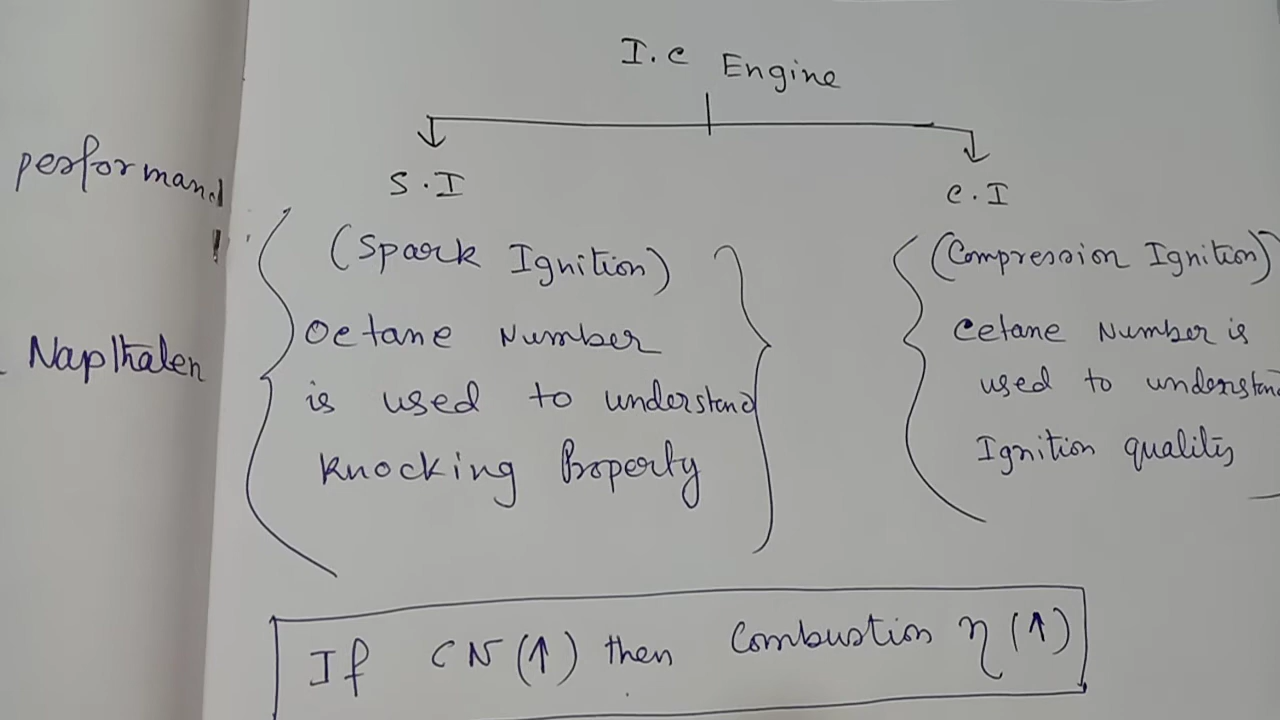 I.C Engine
S.I
C.I
performanc
(Spark Ignition)
Octane Number
is used to understand
Knocking Property
(Compression Ignition)
Cetane Number is
used to understan
Ignition quality
Napthalen
If CN (↑) then Combustion η (↑)